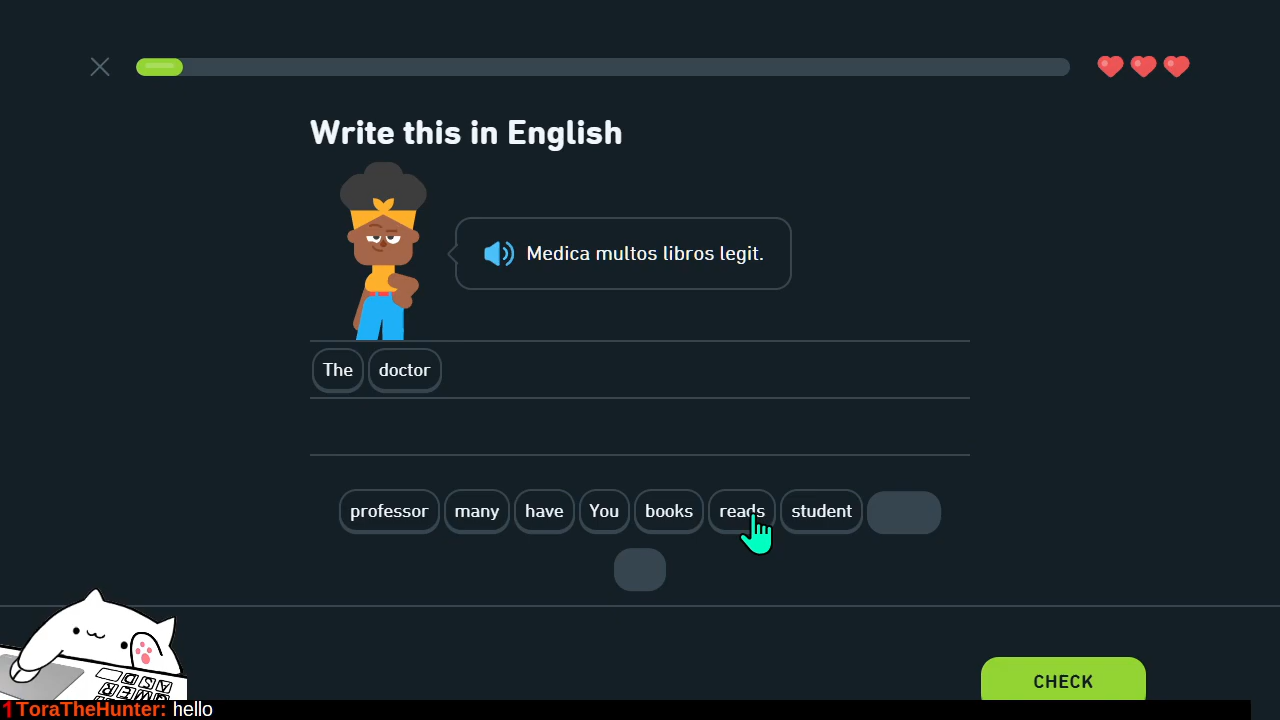 Write this in English
Medica multos libros legit.
The doctor
professor many have You books reads student
CHECK
1 ToraTheHunter: hello